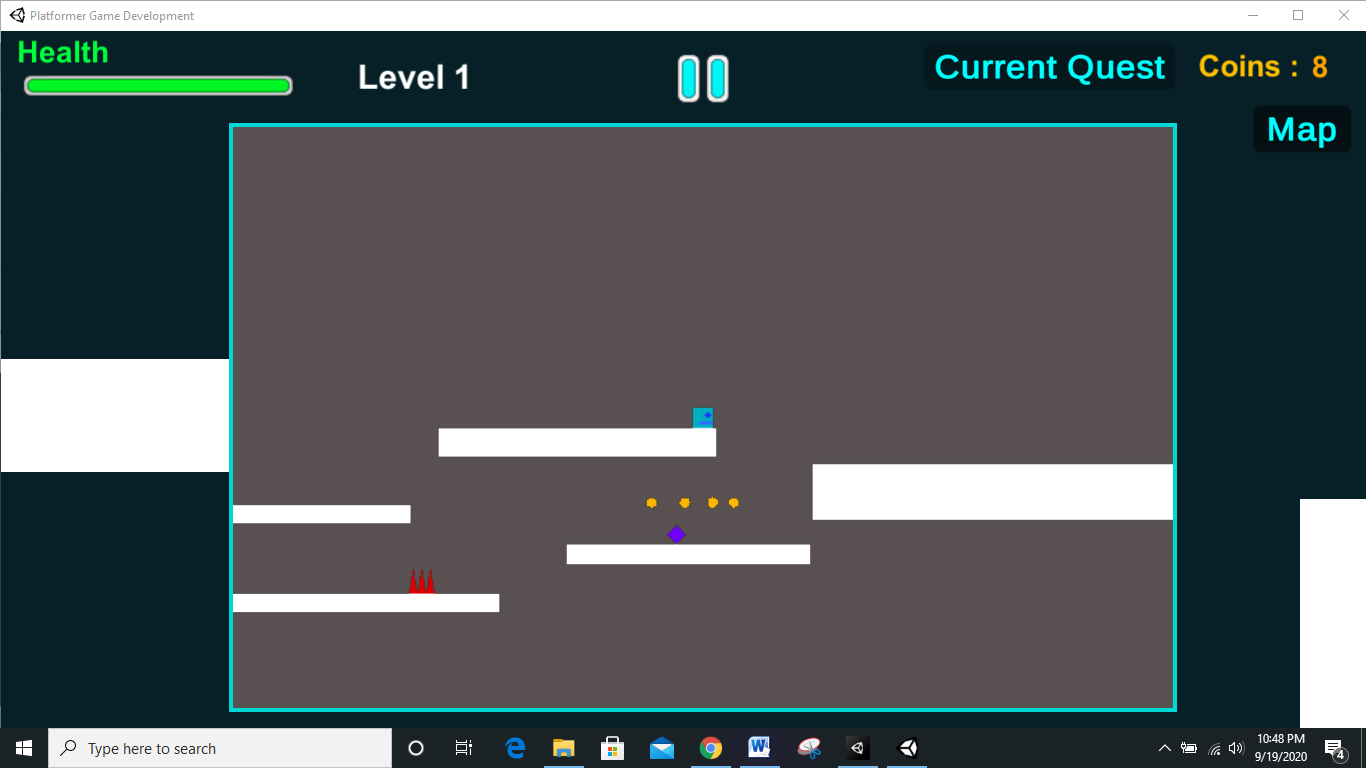 Platformer Game Development
Health
Level 1
Current Quest
Coins : 8
Map
Type here to search
10:48 PM
9/19/2020
4